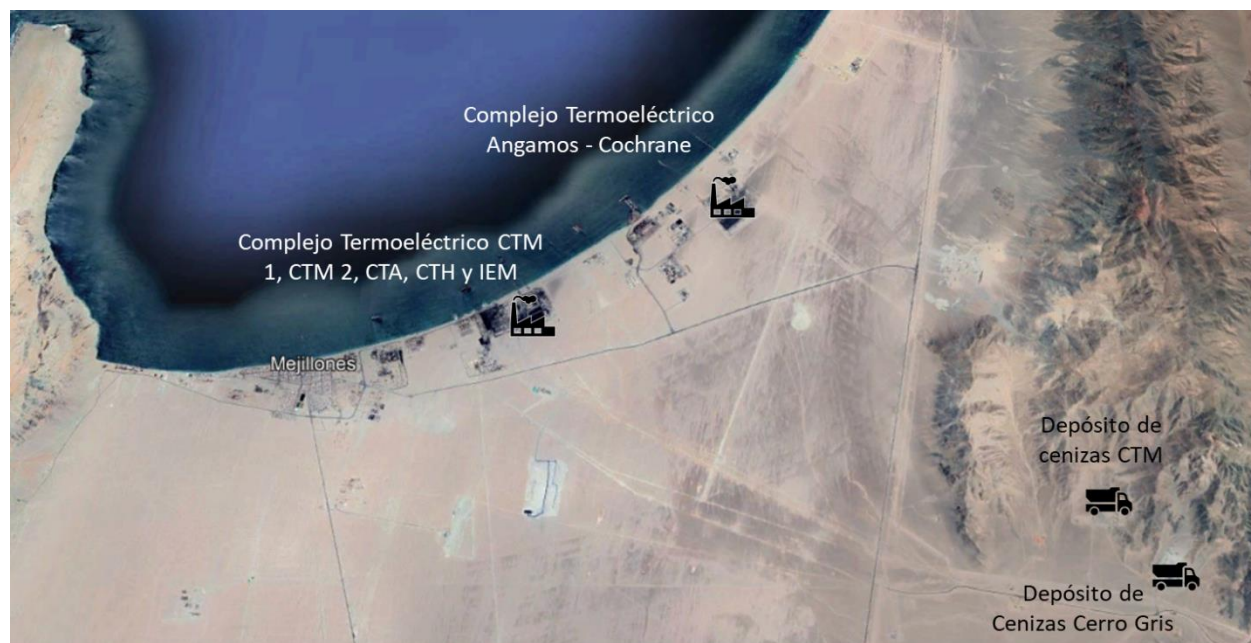 Complejo Termoeléctrico
Angamos - Cochrane
Complejo Termoeléctrico CTM
1, CTM 2, CTA, CTH y IEM
Mejillones
Depósito de
cenizas CTM
Depósito de
Cenizas Cerro Gris